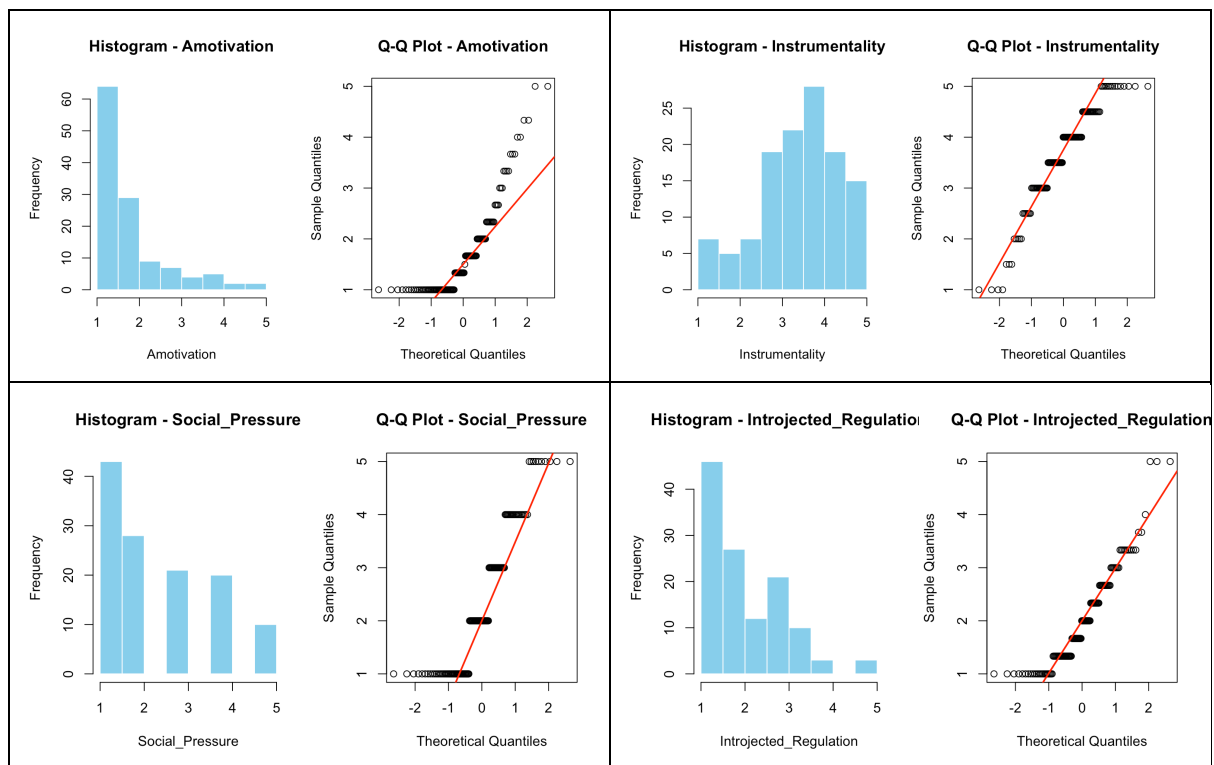 Histogram - Amotivation
Frequency
60
50
40
30
20
10
0
1 2 3 4 5
Amotivation
Q-Q Plot - Amotivation
Sample Quantiles
5
4
3
2
1
-2 -1 0 1 2
Theoretical Quantiles
Histogram - Instrumentality
Frequency
25
20
15
10
5
0
1 2 3 4 5
Instrumentality
Q-Q Plot - Instrumentality
Sample Quantiles
5
4
3
2
1
-2 -1 0 1 2
Theoretical Quantiles
Histogram - Social_Pressure
Frequency
40
30
20
10
0
1 2 3 4 5
Social_Pressure
Q-Q Plot - Social_Pressure
Sample Quantiles
5
4
3
2
1
-2 -1 0 1 2
Theoretical Quantiles
Histogram - Introjected_Regulation
Frequency
40
30
20
10
0
1 2 3 4 5
Introjected_Regulation
Q-Q Plot - Introjected_Regulation
Sample Quantiles
5
4
3
2
1
-2 -1 0 1 2
Theoretical Quantiles